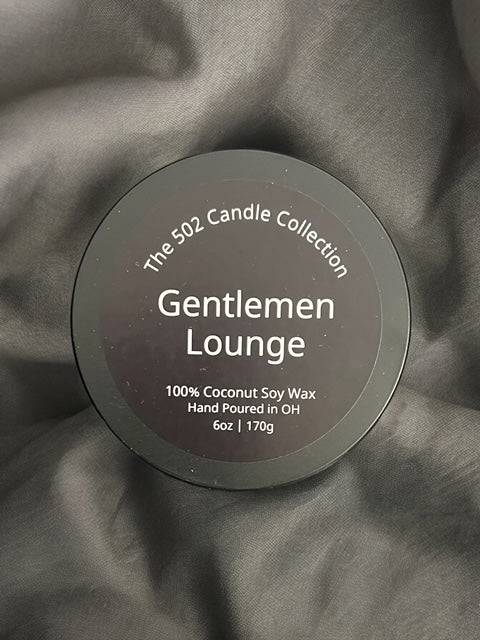 The 502 Candle Collection
Gentlemen
Lounge
100% Coconut Soy Wax
Hand Poured in OH
6oz | 170g